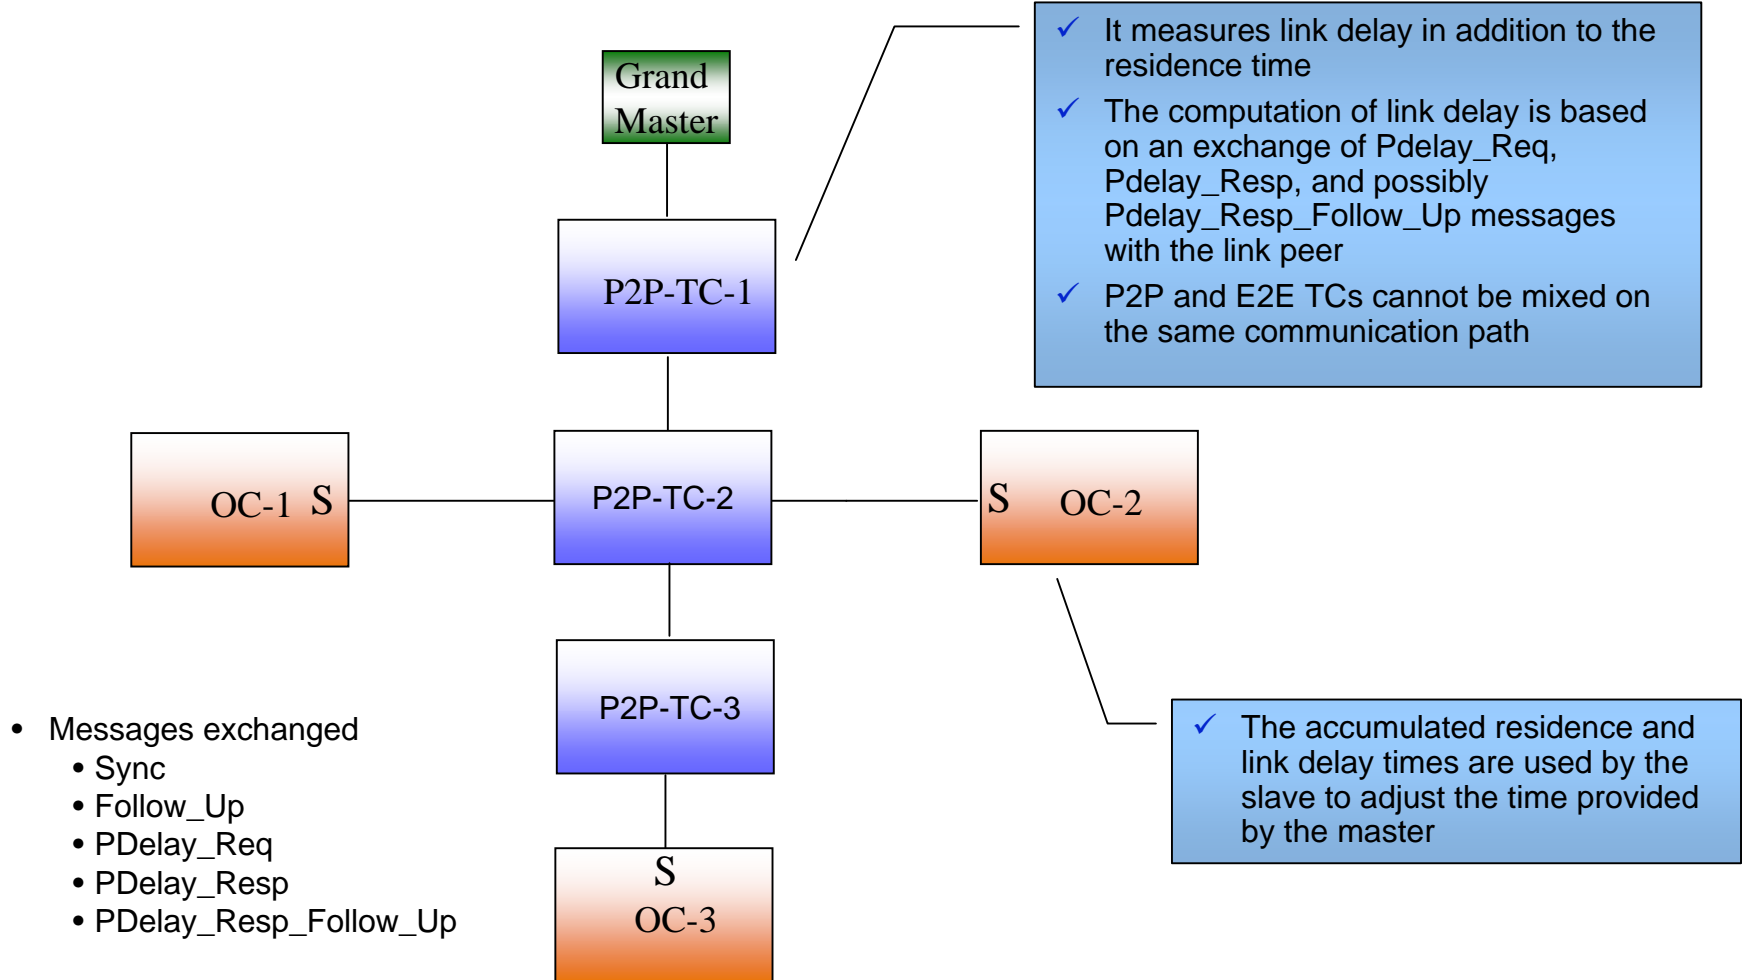 Grand
Master
✓ It measures link delay in addition to the
residence time
✓ The computation of link delay is based
on an exchange of Pdelay_Req,
Pdelay_Resp, and possibly
Pdelay_Resp_Follow_Up messages
with the link peer
✓ P2P and E2E TCs cannot be mixed on
the same communication path
P2P-TC-1
OC-1 S
P2P-TC-2
S OC-2
P2P-TC-3
✓ The accumulated residence and
link delay times are used by the
slave to adjust the time provided
by the master
• Messages exchanged
• Sync
• Follow_Up
• PDelay_Req
• PDelay_Resp
• PDelay_Resp_Follow_Up
S
OC-3